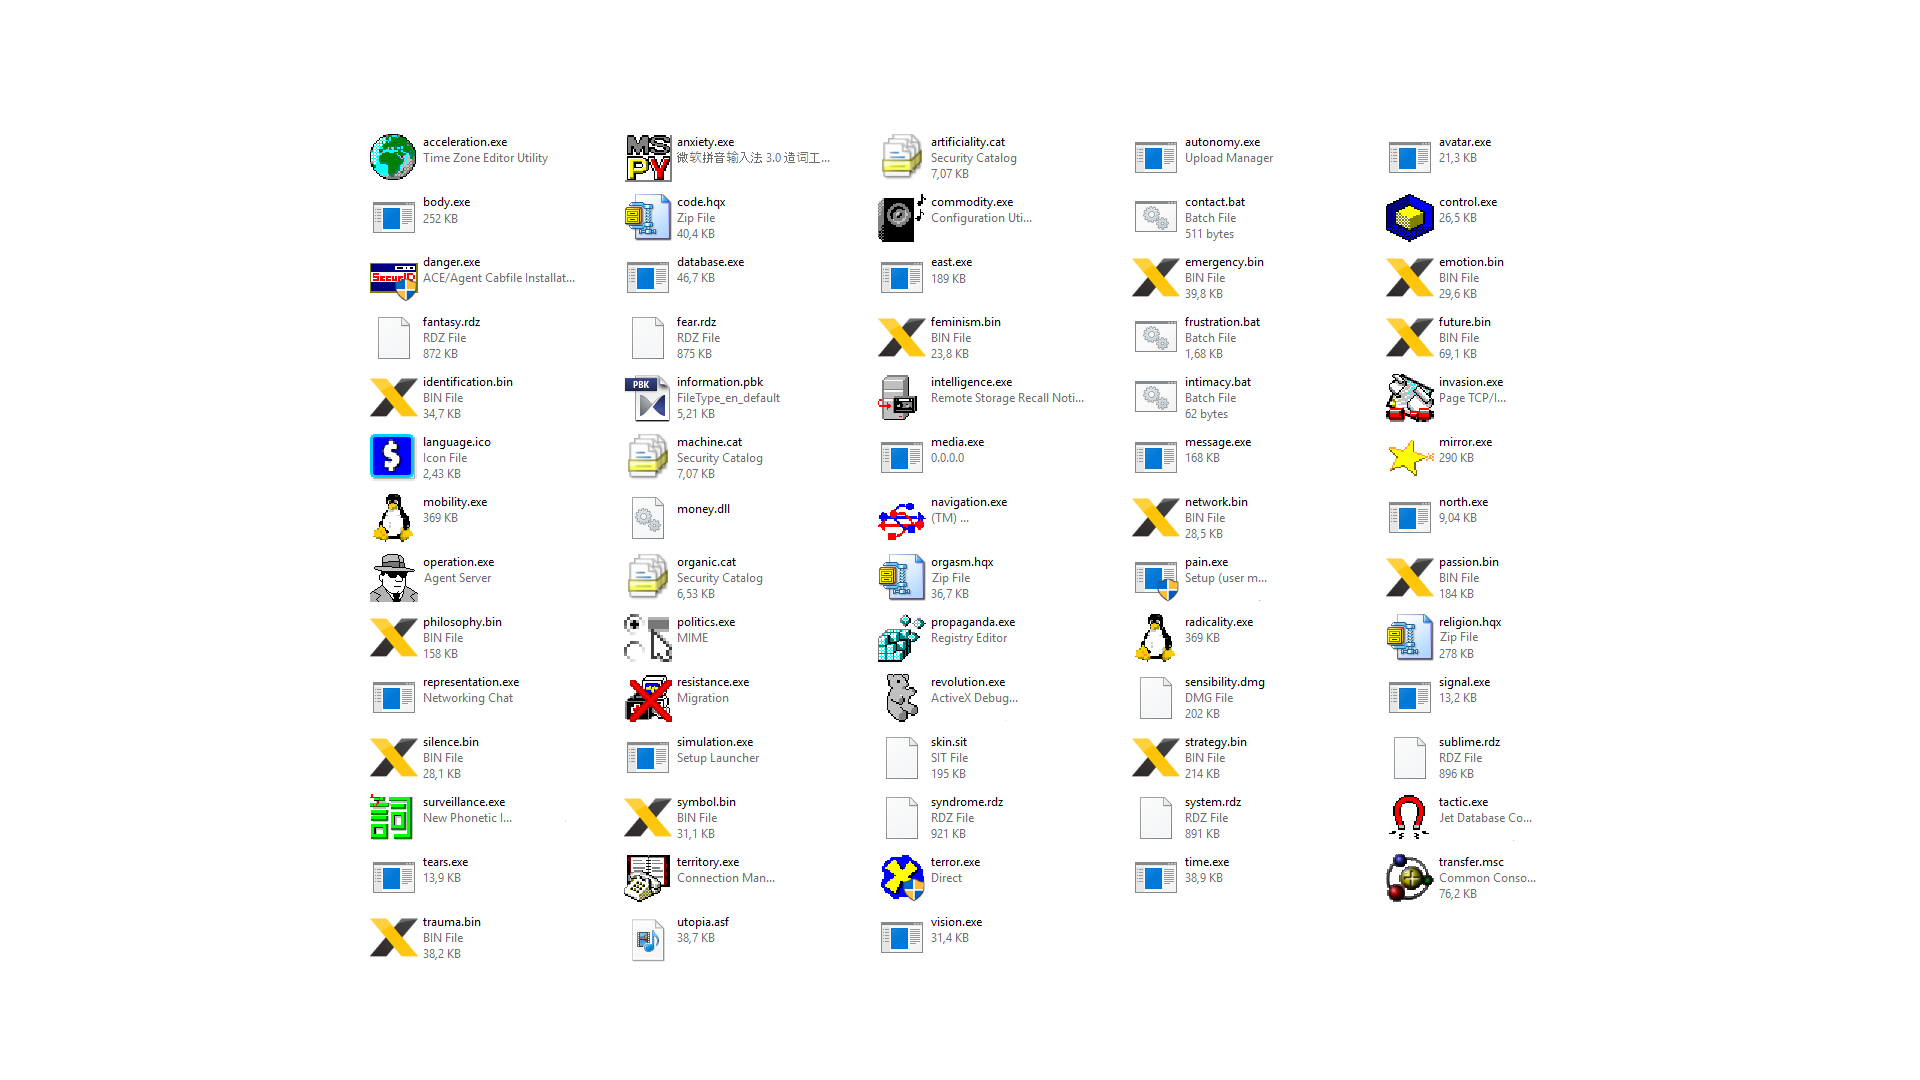 acceleration.exe
Time Zone Editor Utility
MS
PY
anxiety.exe
微软拼音输入法 3.0 造词工...
artificiality.cat
Security Catalog
7,07 KB
autonomy.exe
Upload Manager
avatar.exe
21,3 KB
body.exe
252 KB
code.hqx
Zip File
40,4 KB
commodity.exe
Configuration Uti...
contact.bat
Batch File
511 bytes
control.exe
26,5 KB
SecurID
danger.exe
ACE/Agent Cabfile Installat...
database.exe
46,7 KB
east.exe
189 KB
emergency.bin
BIN File
39,8 KB
emotion.bin
BIN File
29,6 KB
fantasy.rdz
RDZ File
872 KB
fear.rdz
RDZ File
875 KB
feminism.bin
BIN File
23,8 KB
frustration.bat
Batch File
1,68 KB
future.bin
BIN File
69,1 KB
identification.bin
BIN File
34,7 KB
PBK
information.pbk
FileType_en_default
5,21 KB
intelligence.exe
Remote Storage Recall Noti...
intimacy.bat
Batch File
62 bytes
invasion.exe
Page TCP/I...
$
language.ico
Icon File
2,43 KB
machine.cat
Security Catalog
7,07 KB
media.exe
0.0.0.0
message.exe
168 KB
mirror.exe
290 KB
mobility.exe
369 KB
money.dll
navigation.exe
(TM) ...
network.bin
BIN File
28,5 KB
north.exe
9,04 KB
operation.exe
Agent Server
organic.cat
Security Catalog
6,53 KB
orgasm.hqx
Zip File
36,7 KB
pain.exe
Setup (user m...
passion.bin
BIN File
184 KB
philosophy.bin
BIN File
158 KB
politics.exe
MIME
propaganda.exe
Registry Editor
radicality.exe
369 KB
religion.hqx
Zip File
278 KB
representation.exe
Networking Chat
resistance.exe
Migration
revolution.exe
ActiveX Debug...
sensibility.dmg
DMG File
202 KB
signal.exe
13,2 KB
silence.bin
BIN File
28,1 KB
simulation.exe
Setup Launcher
skin.sit
SIT File
195 KB
strategy.bin
BIN File
214 KB
sublime.rdz
RDZ File
896 KB
詞
surveillance.exe
New Phonetic I...
symbol.bin
BIN File
31,1 KB
syndrome.rdz
RDZ File
921 KB
system.rdz
RDZ File
891 KB
tactic.exe
Jet Database Co...
tears.exe
13,9 KB
territory.exe
Connection Man...
terror.exe
Direct
time.exe
38,9 KB
transfer.msc
Common Conso...
76,2 KB
trauma.bin
BIN File
38,2 KB
utopia.asf
38,7 KB
vision.exe
31,4 KB